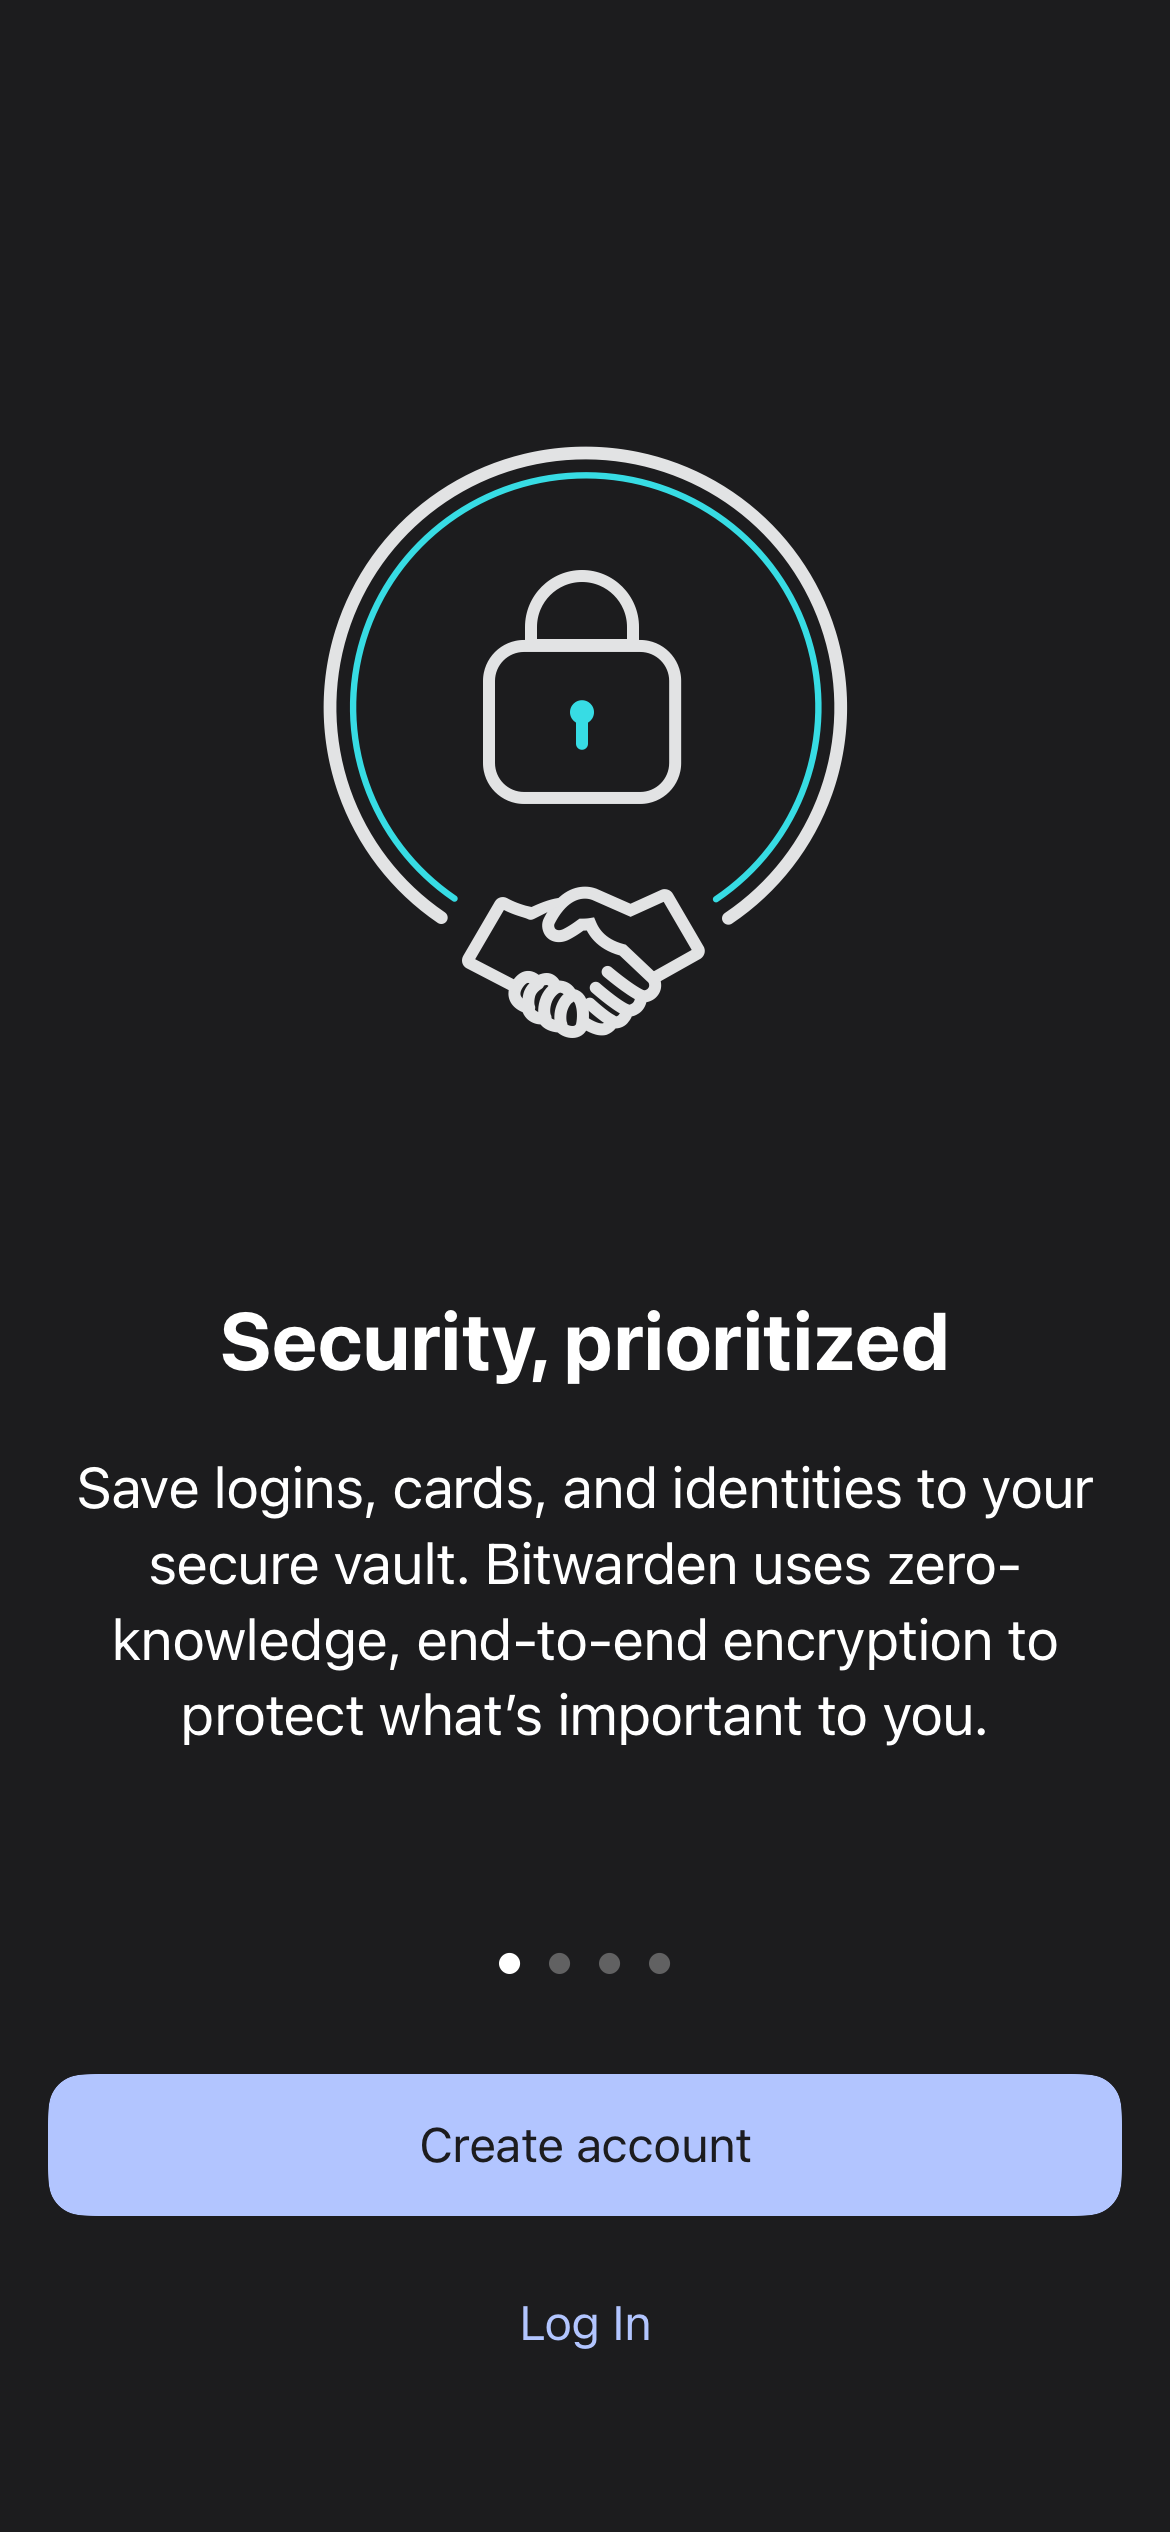 Security, prioritized
Save logins, cards, and identities to your
secure vault. Bitwarden uses zero-
knowledge, end-to-end encryption to
protect what’s important to you.
Create account
Log In